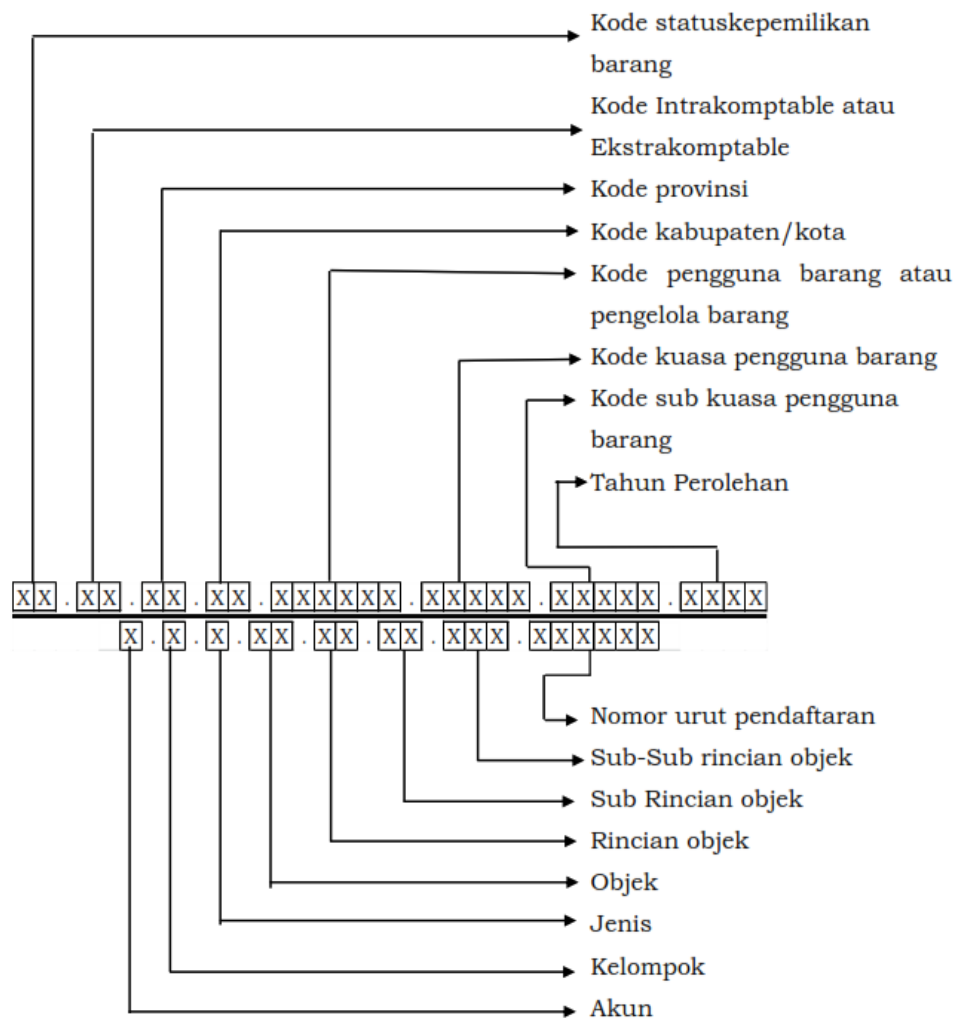 Kode statuskepemilikan
barang
Kode Intrakomptable atau
Ekstrakomptable
Kode provinsi
Kode kabupaten/kota
Kode pengguna barang atau
pengelola barang
Kode kuasa pengguna barang
Kode sub kuasa pengguna
barang
Tahun Perolehan
XX.XX.XX.XX.XXXXXX.XXXXX.XXXXX.XXXX
X.X.X.XX.XX.XX.XXX.XXXXXX
Nomor urut pendaftaran
Sub-Sub rincian objek
Sub Rincian objek
Rincian objek
Objek
Jenis
Kelompok
Akun